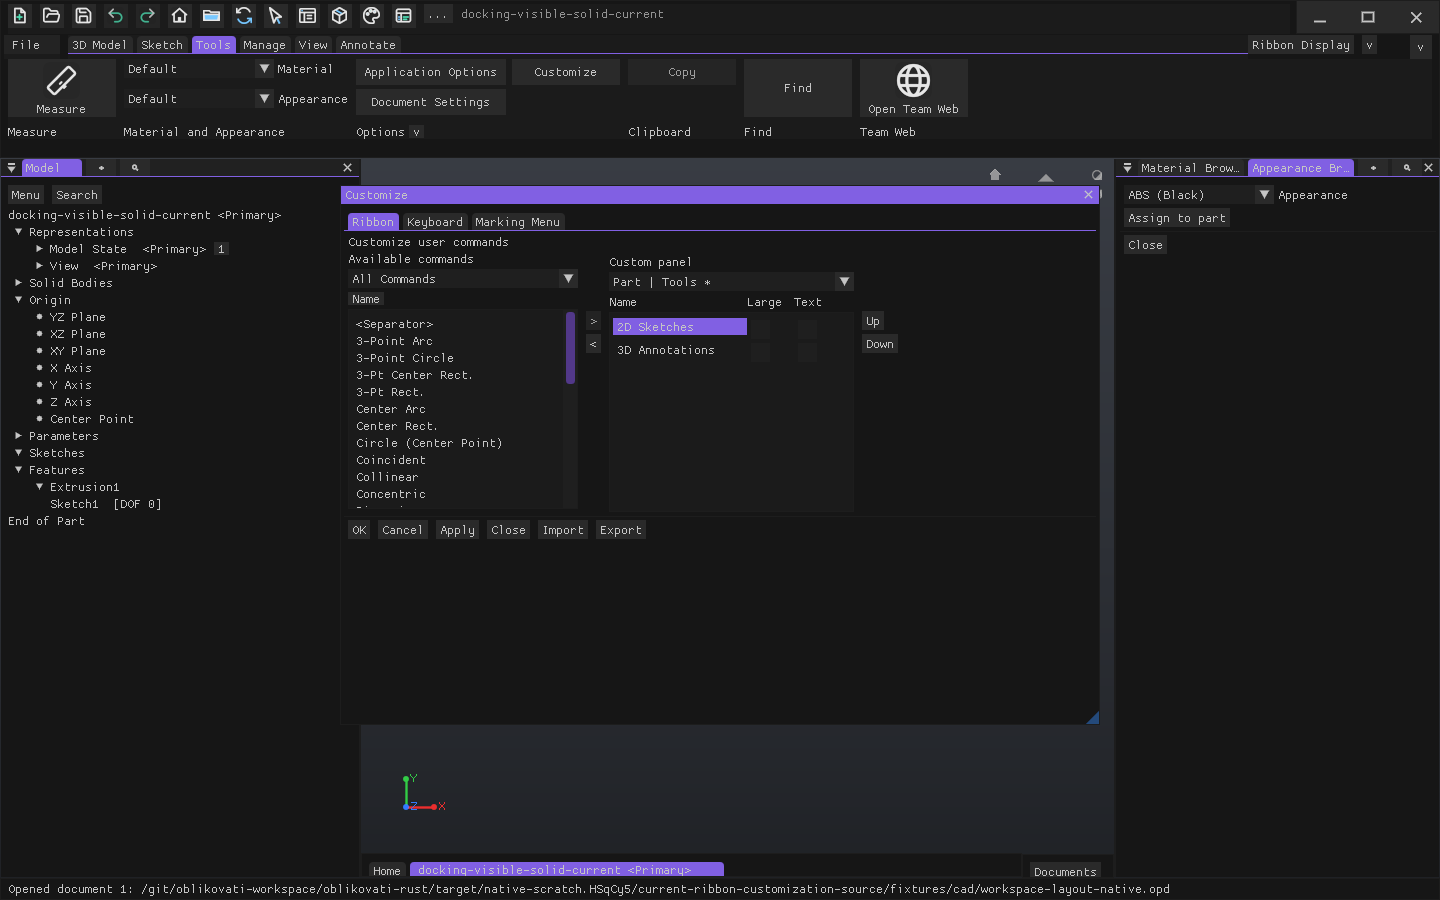 ... docking-visible-solid-current
File 3D Model Sketch Tools Manage View Annotate Ribbon Display v v
Default Material Application Options Customize Copy
Find
Default Appearance Document Settings
Measure Open Team Web
Measure Material and Appearance Options v Clipboard Find Team Web
Model
Material Brow… Appearance Br…
Menu Search
docking-visible-solid-current <Primary>
Representations
Model State <Primary> 1
View <Primary>
Solid Bodies
Origin
YZ Plane
XZ Plane
XY Plane
X Axis
Y Axis
Z Axis
Center Point
Parameters
Sketches
Features
Extrusion1
Sketch1 [DOF 0]
End of Part
Customize
Ribbon Keyboard Marking Menu
Customize user commands
Available commands
All Commands
Name
<Separator>
3-Point Arc
3-Point Circle
3-Pt Center Rect.
3-Pt Rect.
Center Arc
Center Rect.
Circle (Center Point)
Coincident
Collinear
Concentric
>
<
Custom panel
Part | Tools *
Name Large Text
2D Sketches
3D Annotations
Up
Down
OK Cancel Apply Close Import Export
ABS (Black) Appearance
Assign to part
Close
Y
Z X
Home docking-visible-solid-current <Primary> Documents
Opened document 1: /git/oblikovati-workspace/oblikovati-rust/target/native-scratch.HSqCy5/current-ribbon-customization-source/fixtures/cad/workspace-layout-native.opd